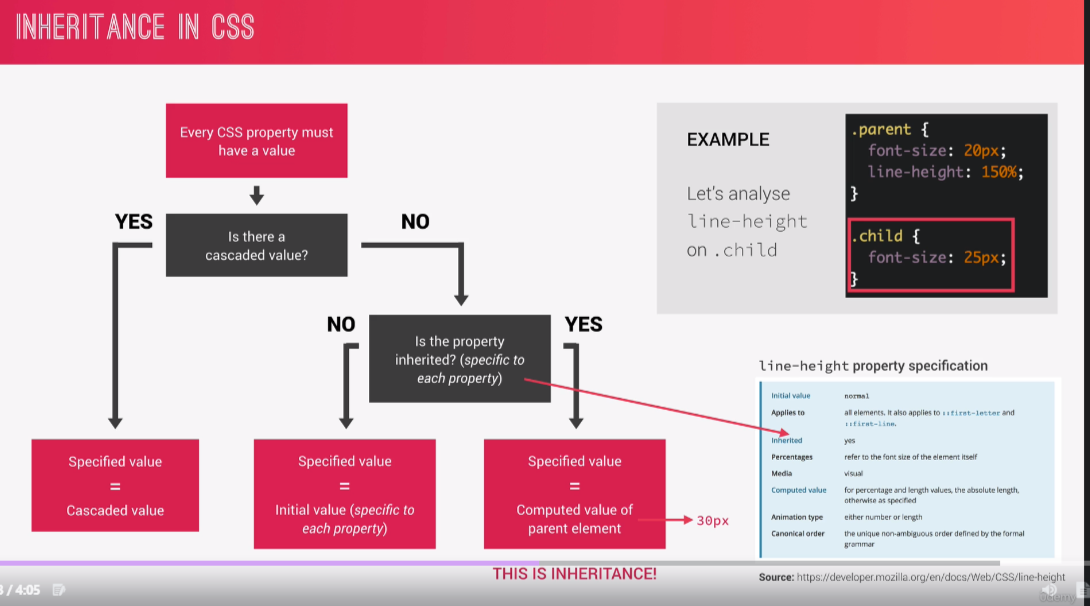 INHERITANCE IN CSS
Every CSS property must
have a value
YES
Is there a
cascaded value?
NO
NO
Is the property
inherited? (specific to
each property)
YES
Specified value
=
Cascaded value
Specified value
=
Initial value (specific to
each property)
Specified value
=
Computed value of
parent element
30px
THIS IS INHERITANCE!
EXAMPLE
Let's analyse
line-height
on .child
.parent {
font-size: 20px;
line-height: 150%;
}
.child {
font-size: 25px;
}
line-height property specification
Initial value normal
Applies to all elements. It also applies to ::first-letter and
::first-line.
Inherited yes
Percentages refer to the font size of the element itself
Media visual
Computed value for percentage and length values, the absolute length,
otherwise as specified
Animation type either number or length
Canonical order the unique non-ambiguous order defined by the formal
grammar
Source: https://developer.mozilla.org/en/docs/Web/CSS/line-height
/ 4:05
udemy